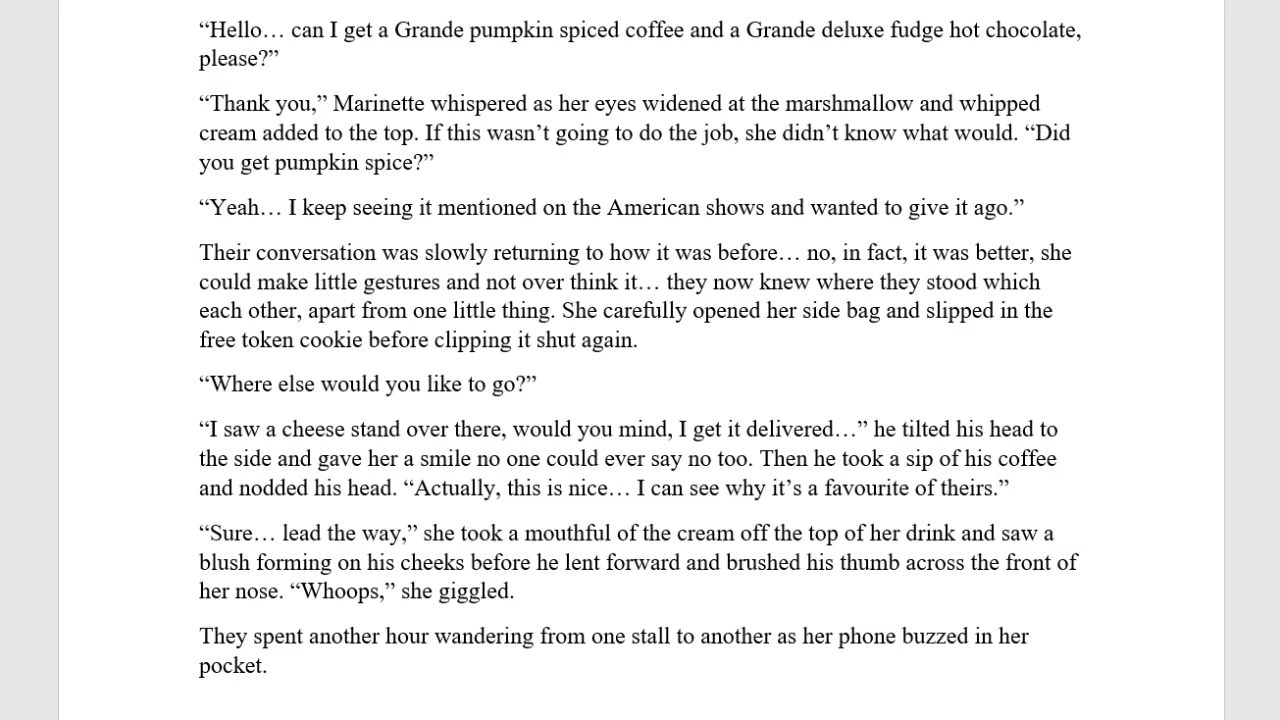 “Hello… can I get a Grande pumpkin spiced coffee and a Grande deluxe fudge hot chocolate,
please?”
“Thank you,” Marinette whispered as her eyes widened at the marshmallow and whipped
cream added to the top. If this wasn’t going to do the job, she didn’t know what would. “Did
you get pumpkin spice?”
“Yeah… I keep seeing it mentioned on the American shows and wanted to give it ago.”
Their conversation was slowly returning to how it was before… no, in fact, it was better, she
could make little gestures and not over think it… they now knew where they stood which
each other, apart from one little thing. She carefully opened her side bag and slipped in the
free token cookie before clipping it shut again.
“Where else would you like to go?”
“I saw a cheese stand over there, would you mind, I get it delivered…” he tilted his head to
the side and gave her a smile no one could ever say no too. Then he took a sip of his coffee
and nodded his head. “Actually, this is nice… I can see why it’s a favourite of theirs.”
“Sure… lead the way,” she took a mouthful of the cream off the top of her drink and saw a
blush forming on his cheeks before he lent forward and brushed his thumb across the front of
her nose. “Whoops,” she giggled.
They spent another hour wandering from one stall to another as her phone buzzed in her
pocket.